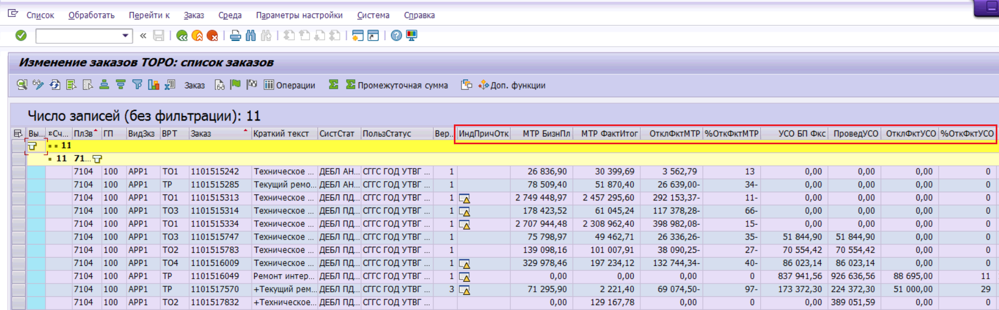 Список Обработать Перейти к Заказ Среда Параметры настройки Система Справка
«
Изменение заказов ТОРО: список заказов
Заказ Операции Промежуточная сумма Доп. функции
Число записей (без фильтрации): 11
Вы... Сч... ПлЗв ГП ВидЗкз ВРТ Заказ Краткий текст СистСтат ПользСтатус Вер... ИндПричОтк МТР БизнПл МТР ФактИтог ОтклФктМТР %ОткФктМТР УСО БП Фкс ПроведУСО ОтклФктУСО %ОткФктУСО
11
11 71...
7104 100 АРР1 ТО1 1101515242 Техническое ... ДЕБЛ АН... СГГС ГОД УТВГ ... 1 26 836,90 30 399,69 3 562,79 13 0,00 0,00 0,00 0
7104 100 АРР1 ТР 1101515285 Текущий ремо... ДЕБЛ АН... СГГС ГОД УТВГ ... 1 78 509,40 51 870,40 26 639,00- 34- 0,00 0,00 0,00 0
7104 100 АРР1 ТО1 1101515313 Техническое ... ДЕБЛ ПД... СГГС ГОД УТВГ ... 1 2 749 448,97 2 457 295,60 292 153,37- 11- 0,00 0,00 0,00 0
7104 100 АРР1 ТО3 1101515314 Техническое ... ДЕБЛ ПД... СГГС ГОД УТВГ ... 1 178 423,52 61 045,24 117 378,28- 66- 0,00 0,00 0,00 0
7104 100 АРР1 ТО1 1101515334 Техническое ... ДЕБЛ ПД... СГГС ГОД УТВГ ... 1 2 707 944,48 2 308 962,40 398 982,08- 15- 0,00 0,00 0,00 0
7104 100 АРР1 ТО3 1101515747 Техническое ... ДЕБЛ ПД... СГГС ГОД УТВГ ... 1 75 798,97 49 462,71 26 336,26- 35- 51 844,90 51 844,90 0,00 0
7104 100 АРР1 ТО2 1101515783 Техническое ... ДЕБЛ ПД... СГГС ГОД УТВГ ... 1 139 098,16 101 007,91 38 090,25- 27- 70 554,42 70 554,42 0,00 0
7104 100 АРР1 ТО4 1101516009 Техническое ... ДЕБЛ ПД... СГГС ГОД УТВГ ... 1 329 978,46 197 234,12 132 744,34- 40- 86 023,14 86 023,14 0,00 0
7104 100 АРР1 ТР 1101516049 Ремонт интер... ДЕБЛ ПД... СГГС ГОД УТВГ ... 1 0,00 0,00 0,00 0 837 941,56 926 636,56 88 695,00 11
7104 100 АРР1 ТР 1101517570 +Текущий рем... ДЕБЛ ПД... СГГС ГОД УТВГ ... 3 71 295,90 2 221,40 69 074,50- 97- 173 372,30 224 372,30 51 000,00 29
7104 100 АРР1 ТО2 1101517832 +Техническое... ДЕБЛ ПД... СГГС ГОД УТВГ ... 0,00 129 167,78 0,00 0 0,00 389 051,59 0,00 0